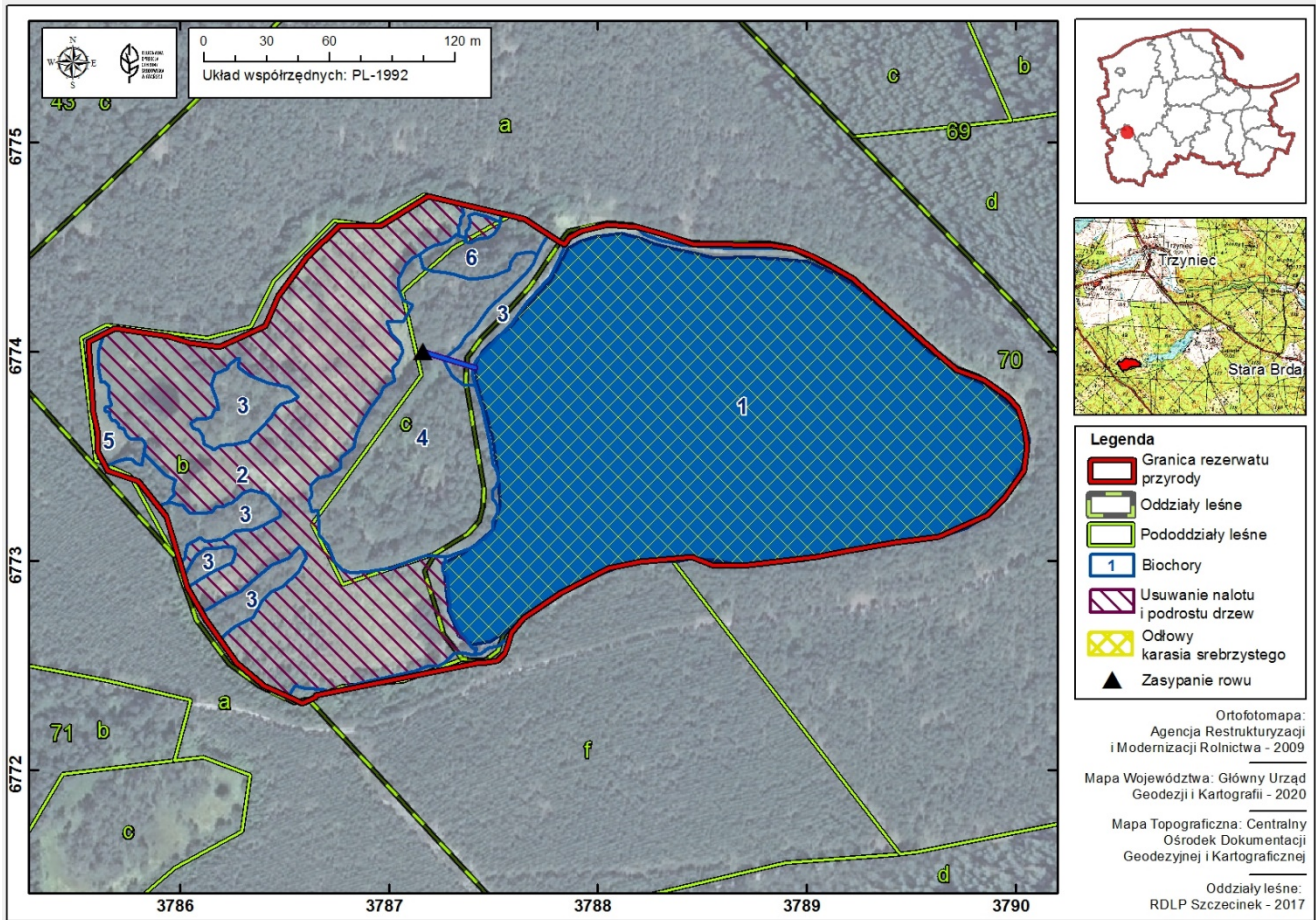 N
W E
S
0 30 60 120 m
Układ współrzędnych: PL-1992
43 c
a
c
b
69
d
70
6
3
1
3
c
4
5
b
2
3
3
3
a
71 b
c
f
d
6775
6774
6773
6772
3786 3787 3788 3789 3790
Trzyniec
Trzyniec
Stara Brda
Legenda
Granica rezerwatu
przyrody
Oddziały leśne
Pododdziały leśne
1 Biochory
Usuwanie nalotu
i podrostu drzew
Odłowy
karasia srebrzystego
Zasypanie rowu
Ortofotomapa:
Agencja Restrukturyzacji
i Modernizacji Rolnictwa - 2009
Mapa Województwa: Główny Urząd
Geodezji i Kartografii - 2020
Mapa Topograficzna: Centralny
Ośrodek Dokumentacji
Geodezyjnej i Kartograficznej
Oddziały leśne:
RDLP Szczecinek - 2017